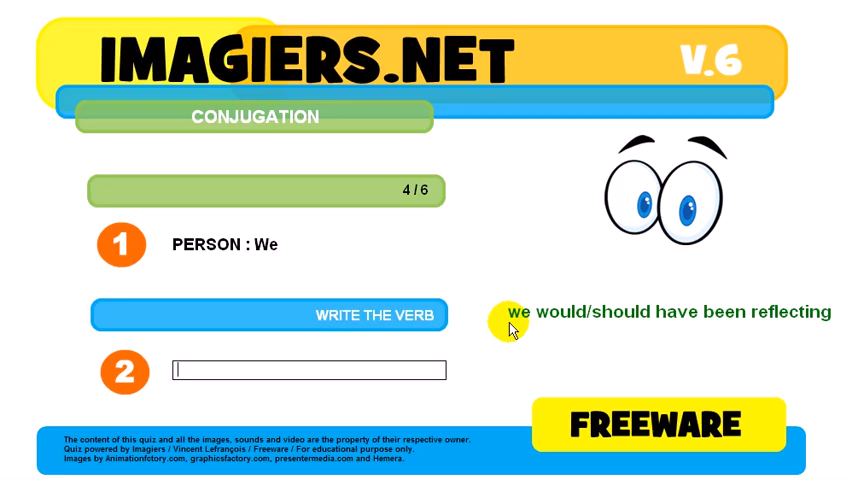 IMAGIERS.NET V.6
CONJUGATION
4 / 6
1 PERSON : We
WRITE THE VERB
we would/should have been reflecting
2
FREEWARE
The content of this quiz and all the images, sounds and video are the property of their respective owner.
Quiz powered by Imagiers / Vincent Lefrançois / Freeware / For educational purpose only.
Images by Animationfctory.com, graphicsfactory.com, presentermedia.com and Hemera.